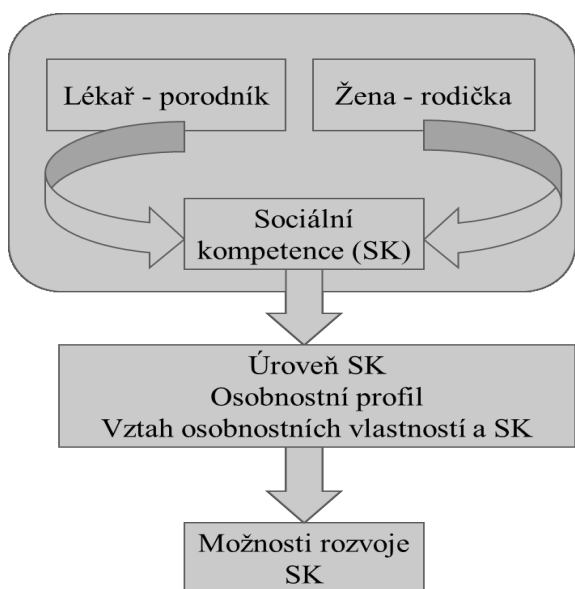 Lékař - porodník
Žena - rodička
Sociální
kompetence (SK)
Úroveň SK
Osobnostní profil
Vztah osobnostních vlastností a SK
Možnosti rozvoje
SK